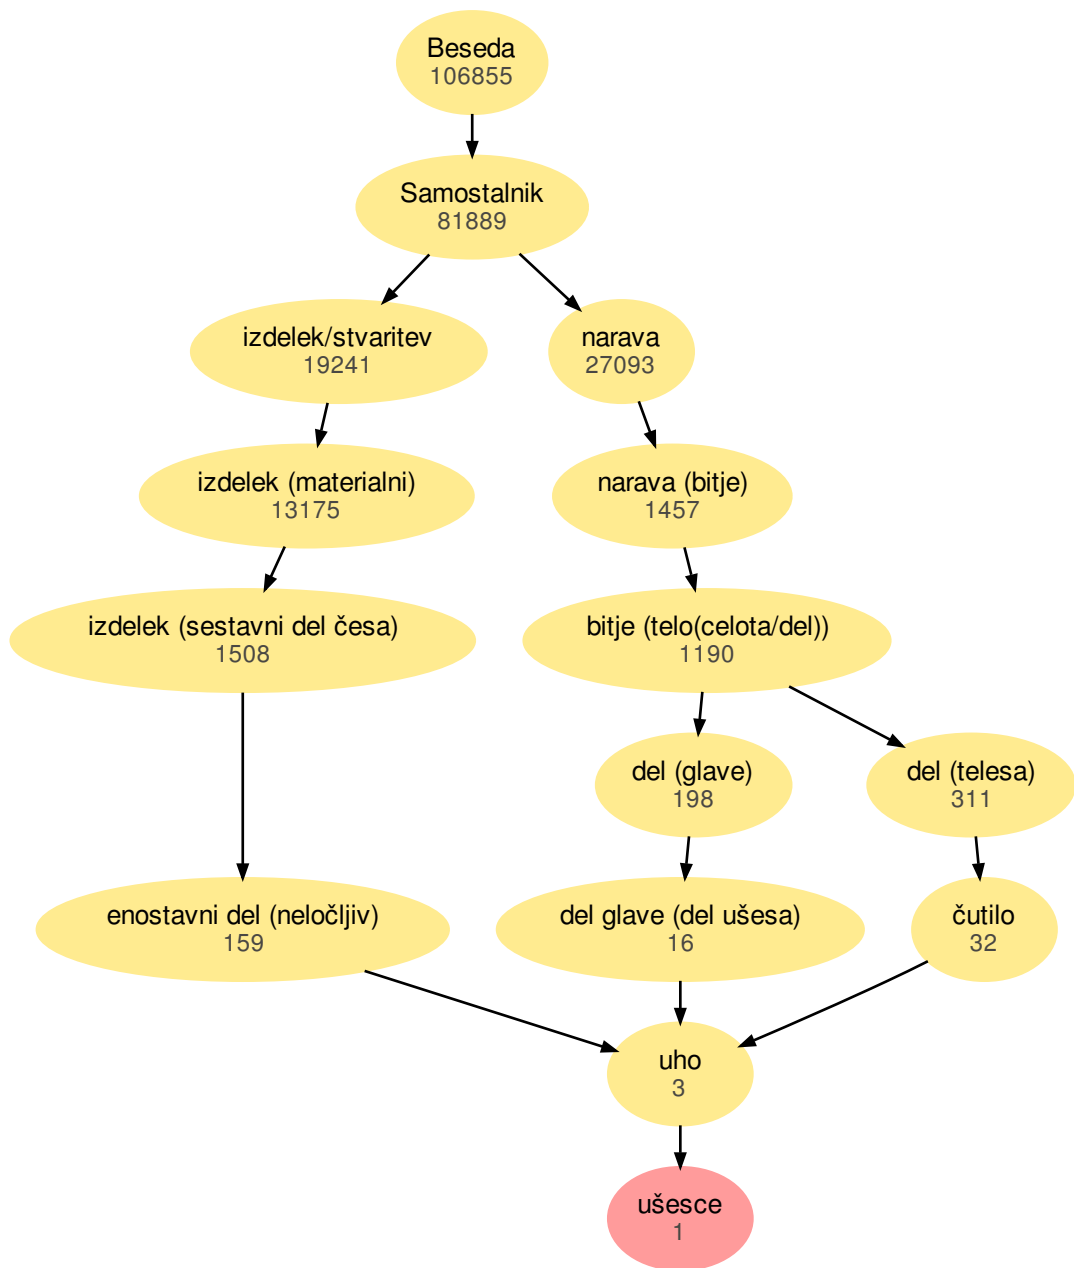 Beseda
106855
Samostalnik
81889
izdelek/stvaritev
19241
narava
27093
izdelek (materialni)
13175
narava (bitje)
1457
izdelek (sestavni del česa)
1508
bitje (telo(celota/del))
1190
del (glave)
198
del (telesa)
311
enostavni del (neločljiv)
159
del glave (del ušesa)
16
čutilo
32
uho
3
ušesce
1